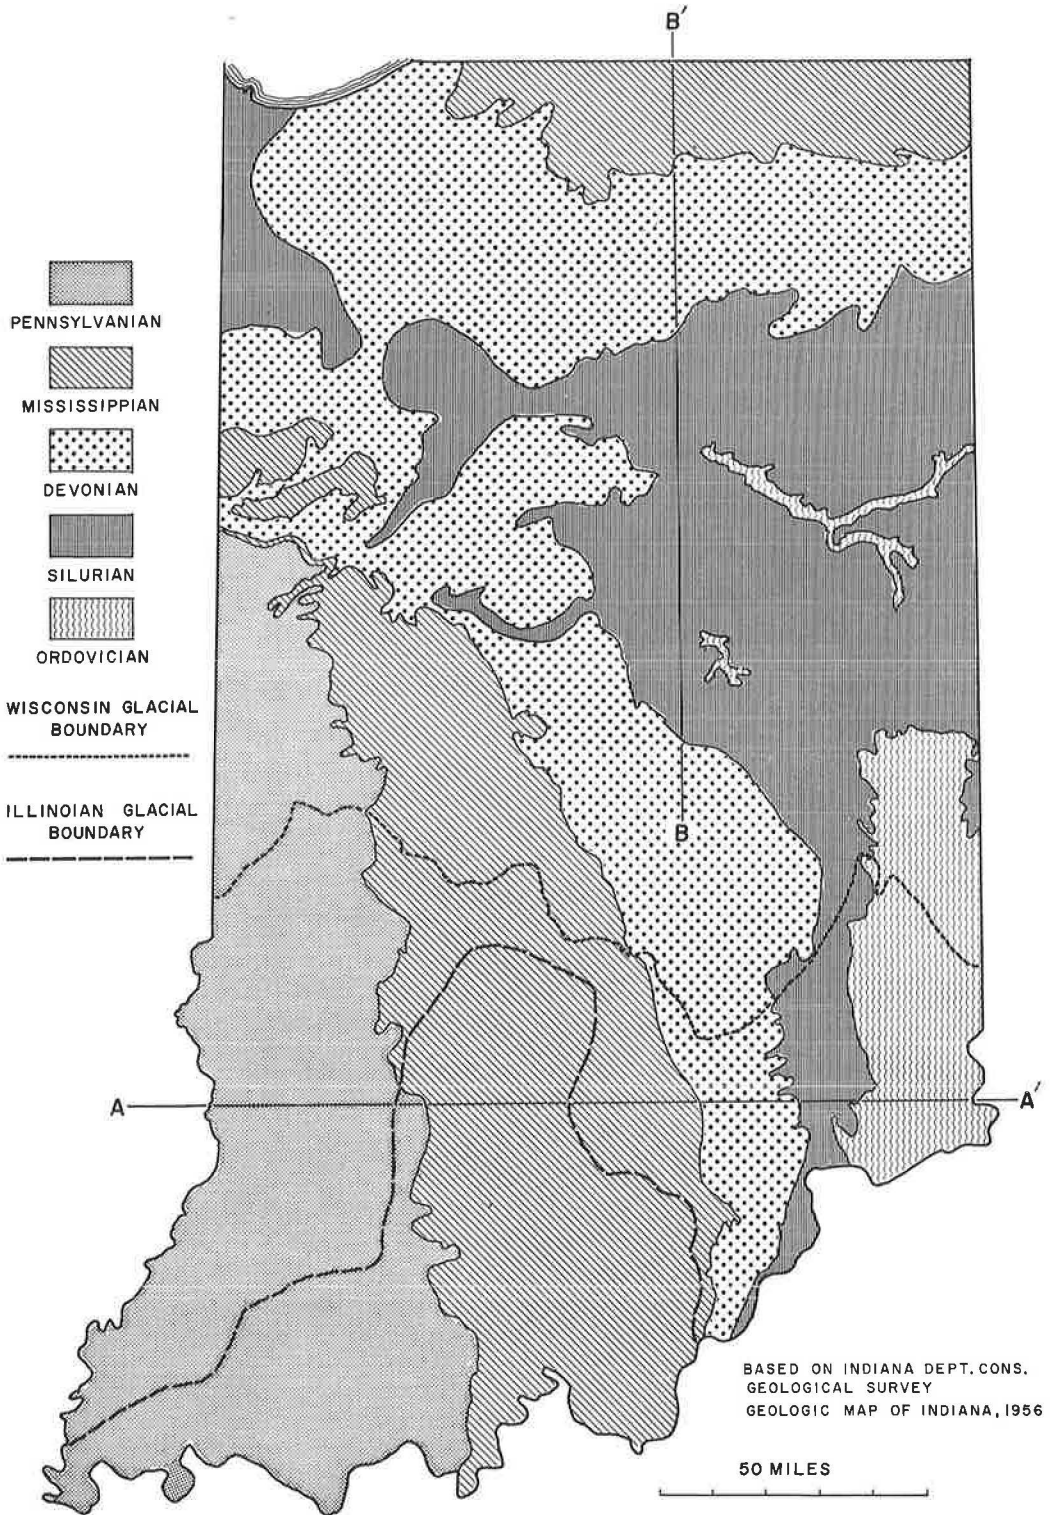 B'
PENNSYLVANIAN
MISSISSIPPIAN
DEVONIAN
SILURIAN
ORDOVICIAN
WISCONSIN GLACIAL
BOUNDARY
ILLINOIAN GLACIAL
BOUNDARY
B
A
A'
BASED ON INDIANA DEPT. CONS.
GEOLOGICAL SURVEY
GEOLOGIC MAP OF INDIANA, 1956
50 MILES